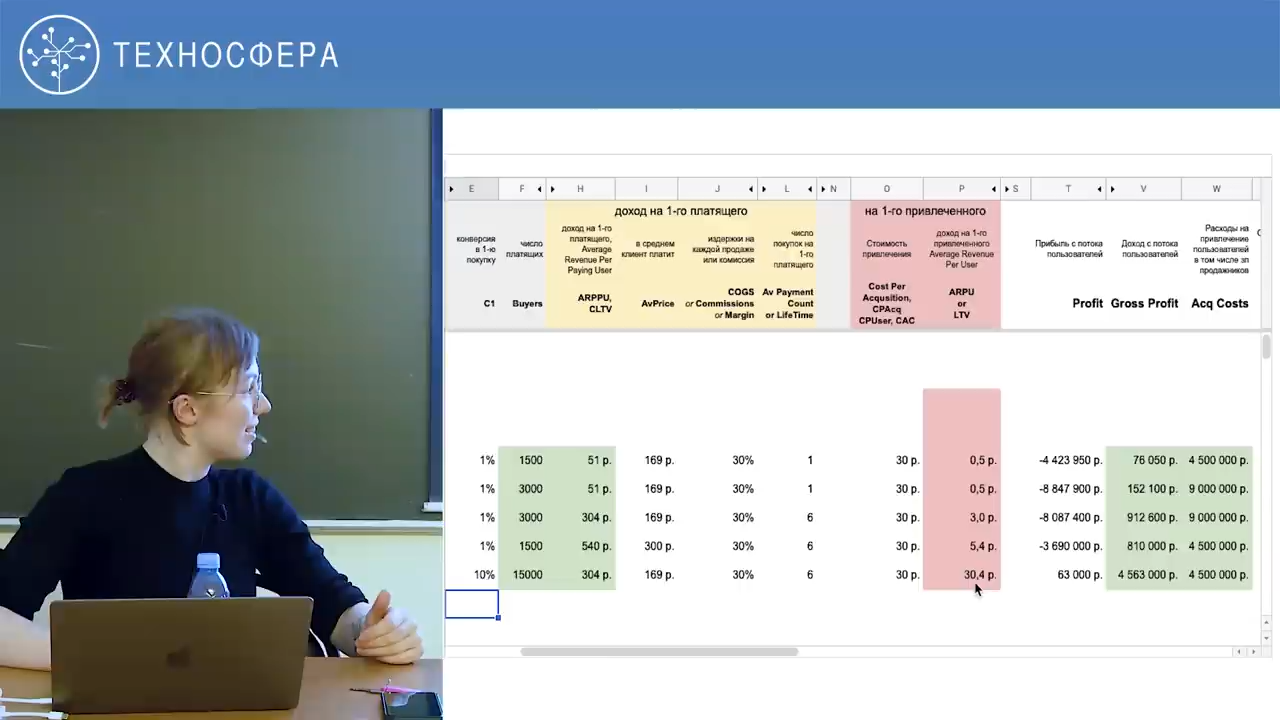 ТЕХНОСФЕРА
E F H I J L N O P S T V W
доход на 1-го платящего
на 1-го привлеченного
конверсия
в 1-ю
покупку
число
платящих
доход на 1-го
платящего,
Average
Revenue Per
Paying User
в среднем
клиент платит
издержки на
каждой продаже
или комиссия
число
покупок на
1-го
платящего
Стоимость
привлечения
доход на 1-го
привлеченного
Average Revenue
Per User
Прибыль с потока
пользователей
Доход с потока
пользователей
Расходы на
привлечение
пользователей
в том числе зп
продажников
C1
Buyers
ARPPU,
CLTV
AvPrice
COGS
or Commissions
or Margin
Av Payment
Count
or LifeTime
Cost Per
Acqusition,
CPAcq
CPUser, CAC
ARPU
or
LTV
Profit
Gross Profit
Acq Costs
1% 1500 51 р. 169 р. 30% 1 30 р. 0,5 р. -4 423 950 р. 76 050 р. 4 500 000 р.
1% 3000 51 р. 169 р. 30% 1 30 р. 0,5 р. -8 847 900 р. 152 100 р. 9 000 000 р.
1% 3000 304 р. 169 р. 30% 6 30 р. 3,0 р. -8 087 400 р. 912 600 р. 9 000 000 р.
1% 1500 540 р. 300 р. 30% 6 30 р. 5,4 р. -3 690 000 р. 810 000 р. 4 500 000 р.
10% 15000 304 р. 169 р. 30% 6 30 р. 30,4 р. 63 000 р. 4 563 000 р. 4 500 000 р.